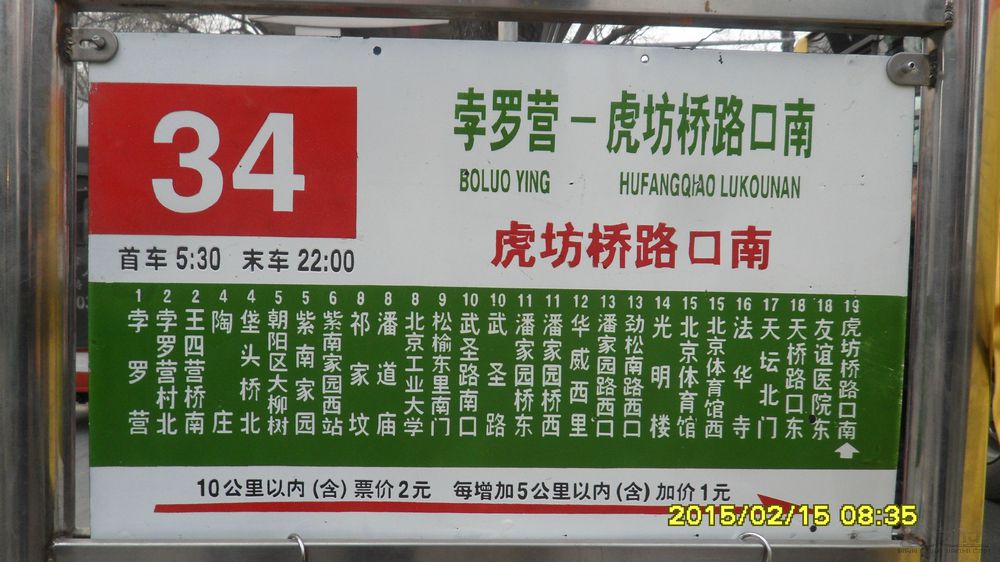 34
孛罗营－虎坊桥路口南
BOLUO YING HUFANGQIAO LUKOUNAN
虎坊桥路口南
首车 5:30 末车 22:00
1 孛罗营
2 孛罗营村北
2 王四营桥南
4 陶庄
4 垡头桥北
5 朝阳区大柳树
5 紫南家园
6 紫南家园西站
8 祁家坟
8 潘道庙
8 北京工业大学
9 松榆东里南门
10 武圣路南口
10 武圣路
11 潘家园桥东
11 潘家园桥西
12 华威西里
13 潘家园路西口
13 劲松南路西口
14 光明楼
15 北京体育馆
15 北京体育馆西
16 法华寺
17 天坛北门
18 天桥路口东
18 友谊医院东
19 虎坊桥路口南
10公里以内(含)票价2元 每增加5公里以内(含)加价1元
2015/02/15 08:35